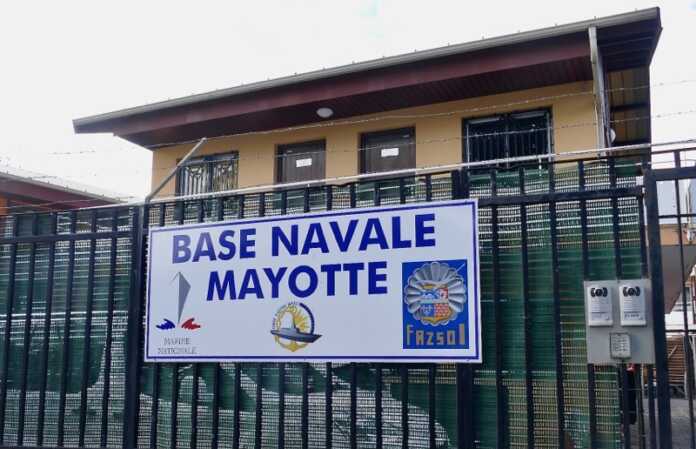 BASE NAVALE
MAYOTTE
MARINE
NATIONALE
FAZSOI